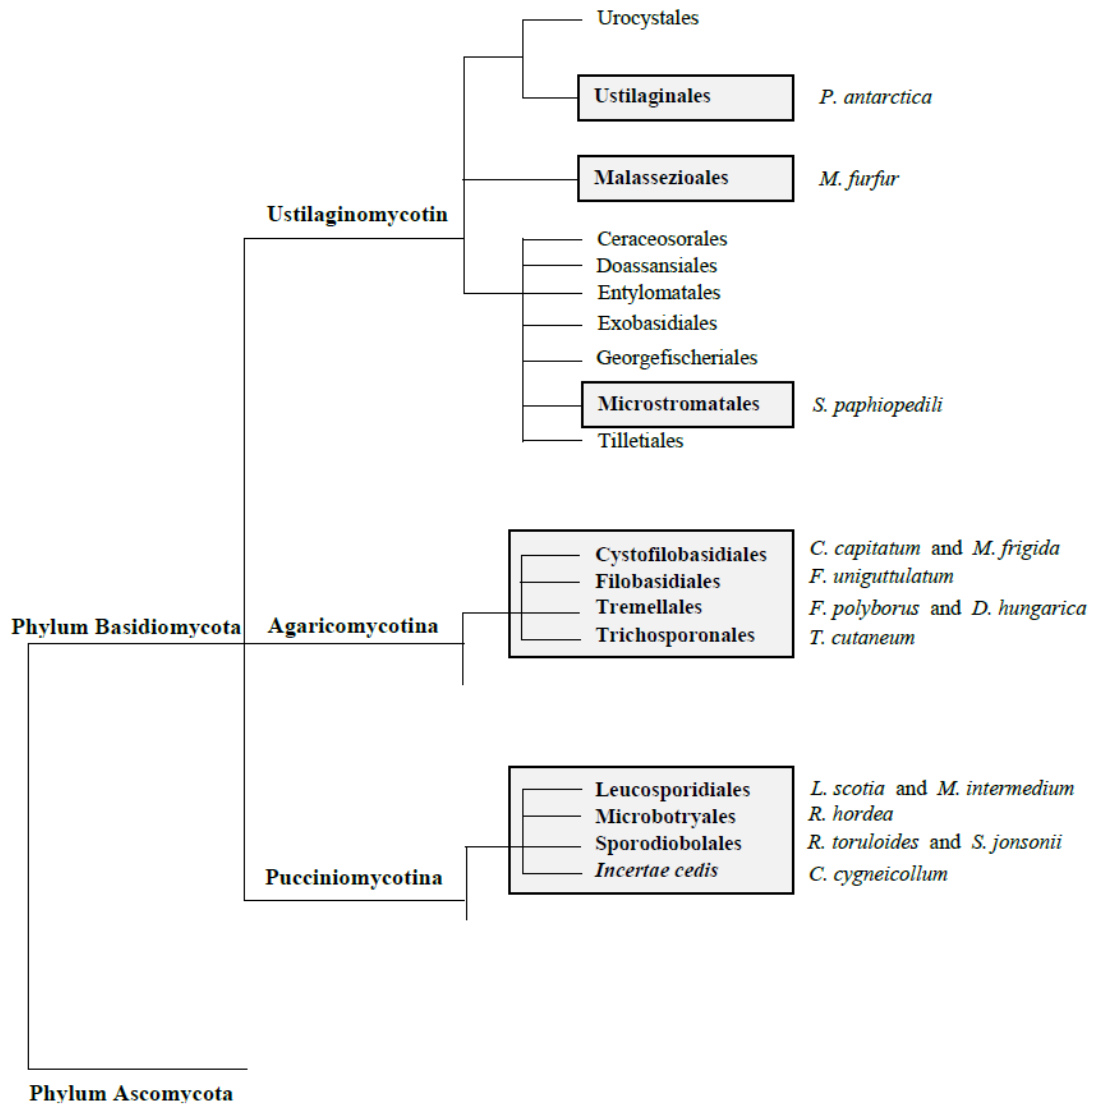 Urocystales
Ustilaginales P. antarctica
Malassezioales M. furfur
Ustilaginomycotin
Ceraceosorales
Doassansiales
Entylomatales
Exobasidiales
Georgefischeriales
Microstromatales S. paphiopedili
Tilletiales
Cystofilobasidiales C. capitatum and M. frigida
Filobasidiales F. uniguttulatum
Tremellales F. polyborus and D. hungarica
Phylum Basidiomycota Agaricomycotina Trichosporonales T. cutaneum
Leucosporidiales L. scotia and M. intermedium
Microbotryales R. hordea
Sporodiobolales R. toruloides and S. jonsonii
Pucciniomycotina Incertae cedis C. cygneicollum
Phylum Ascomycota